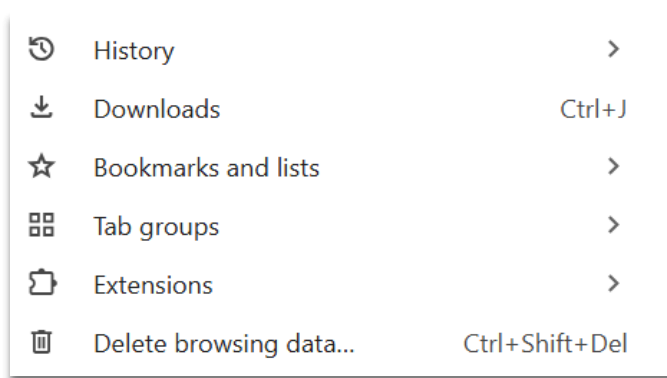 History
Downloads Ctrl+J
Bookmarks and lists
Tab groups
Extensions
Delete browsing data... Ctrl+Shift+Del